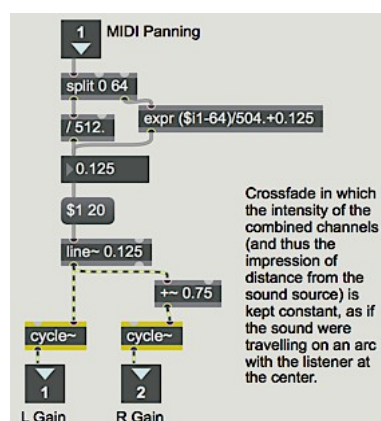 1 MIDI Panning
split 0 64
/ 512. expr ($i1-64)/504.+0.125
0.125
$1 20
line~ 0.125
+~ 0.75
cycle~ cycle~
1 2
L Gain R Gain
Crossfade in which
the intensity of the
combined channels
(and thus the
impression of
distance from the
sound source) is
kept constant, as if
the sound were
travelling on an arc
with the listener at
the center.